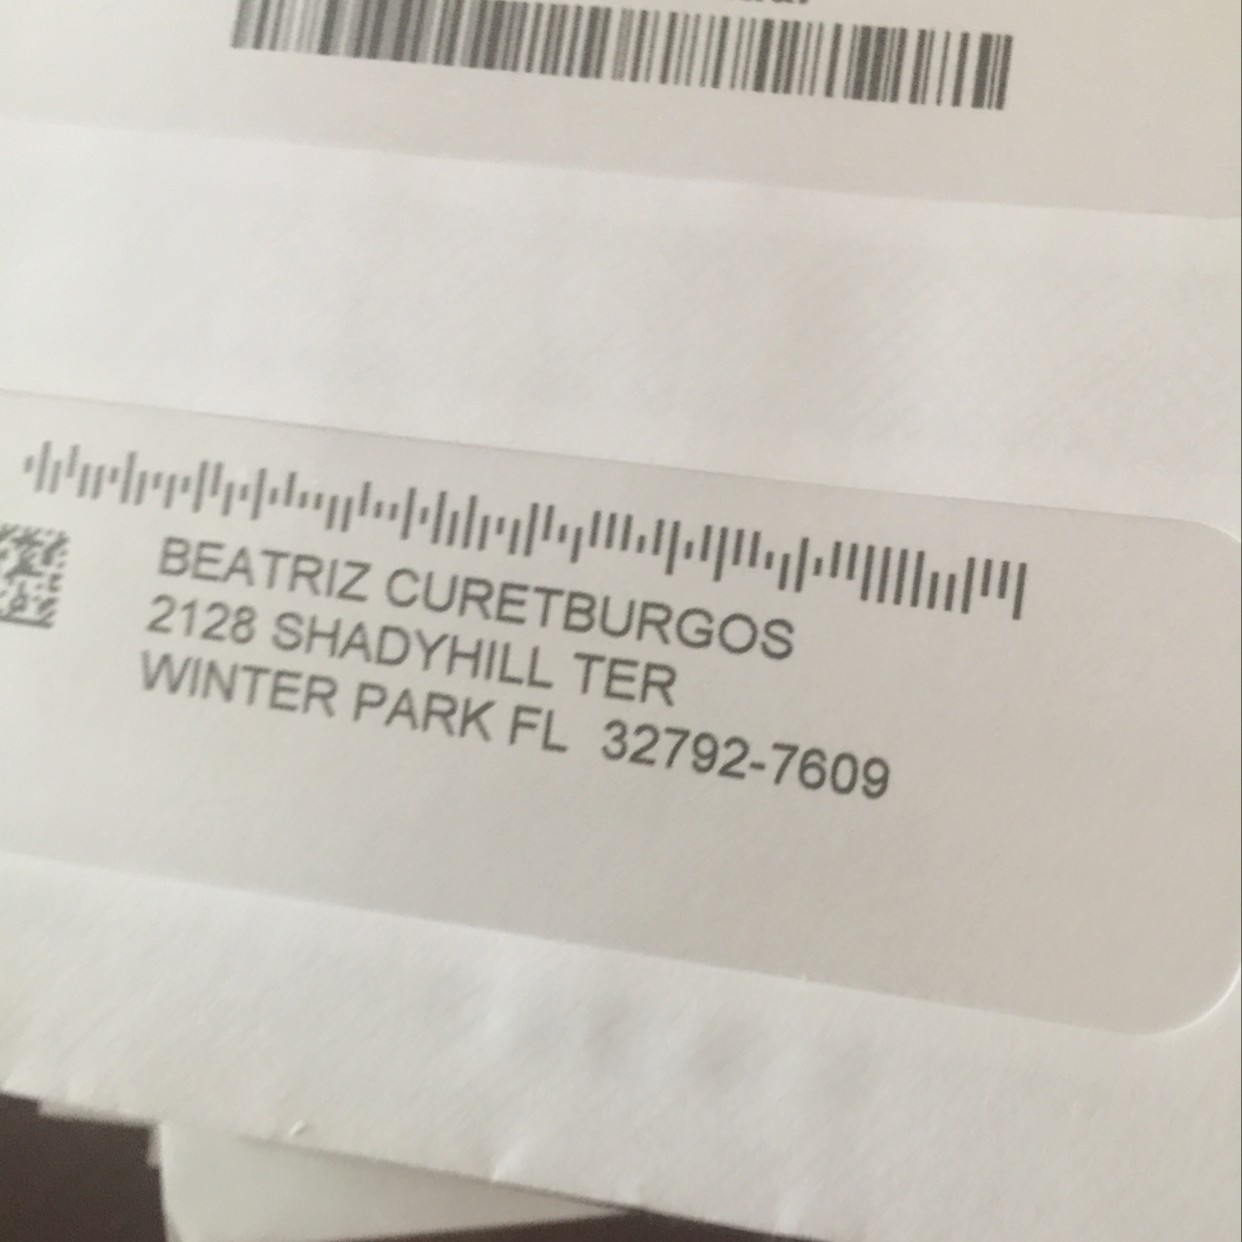 BEATRIZ CURETBURGOS
2128 SHADYHILL TER
WINTER PARK FL 32792-7609